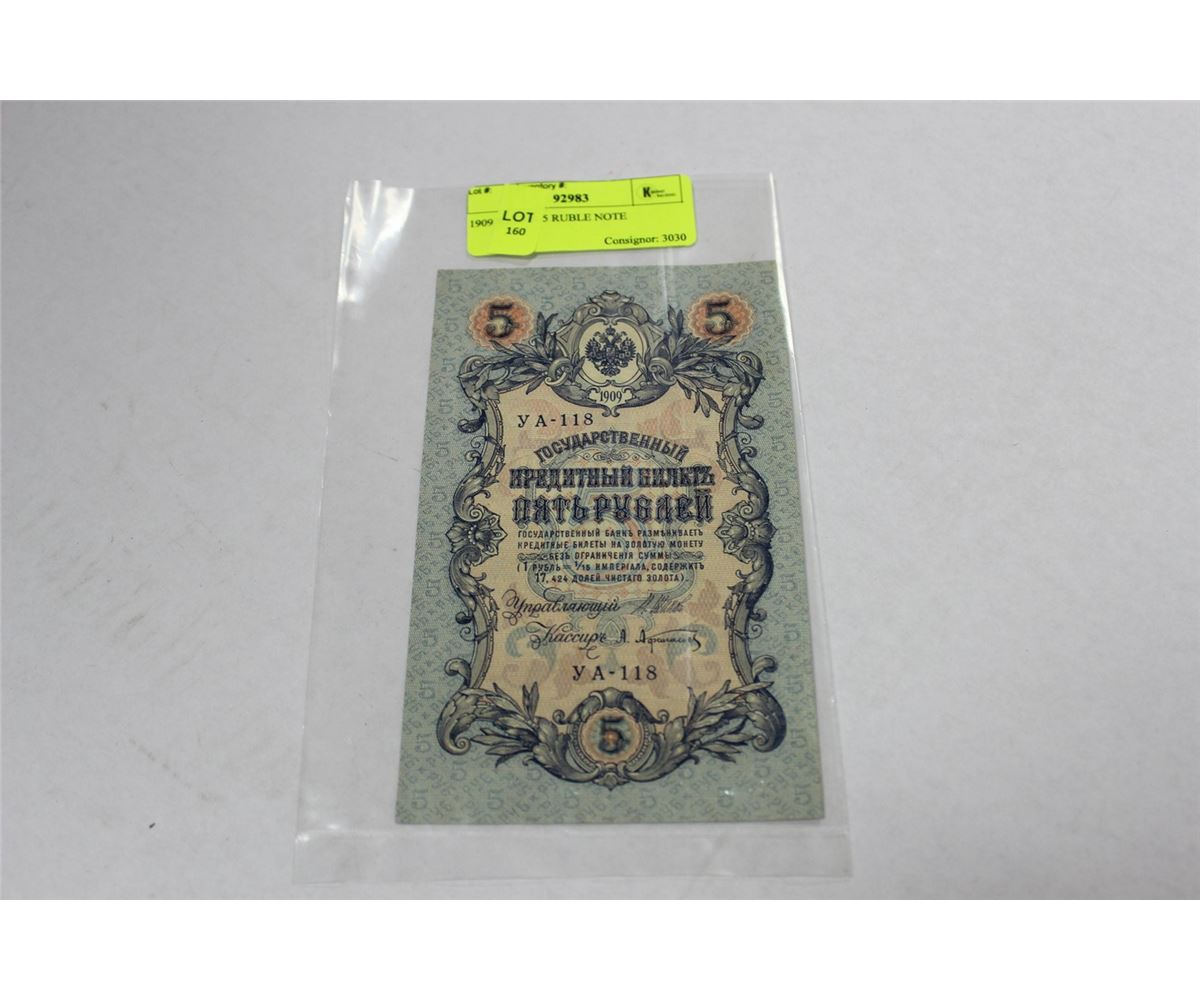 Lot #:
92983
LOT
160
1909
5 RUBLE NOTE
Consignor: 3030
5 5
1909
УА-118
ГОСУДАРСТВЕННЫЙ
КРЕДИТНЫЙ БИЛЕТЪ
ПЯТЬ РУБЛЕЙ
ГОСУДАРСТВЕННЫЙ БАНКЪ РАЗМѢНИВАЕТЪ
КРЕДИТНЫЕ БИЛЕТЫ НА ЗОЛОТУЮ МОНЕТУ
БЕЗЪ ОГРАНИЧЕНІЯ СУММЫ
(1 РУБЛЬ = 1/15 ИМПЕРІАЛА, СОДЕРЖИТЪ
17,424 ДОЛЕЙ ЧИСТАГО ЗОЛОТА)
Управляющій
Кассиръ А. Афанасьев
УА-118
5